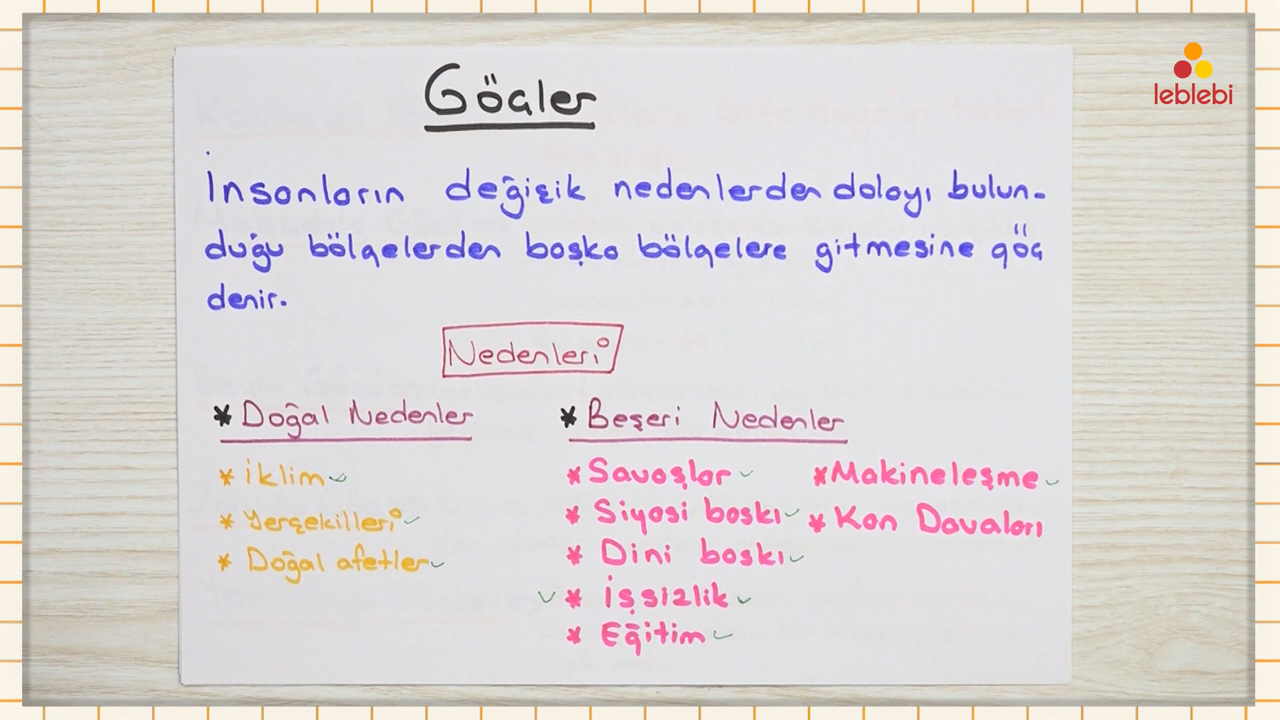 Göçler
leblebi
İnsanların değişik nedenlerden dolayı bulun-
duğu bölgelerden başka bölgelere gitmesine göç
denir.
Nedenleri
* Doğal Nedenler
* İklim
* Yerşekilleri
* Doğal afetler
* Beşeri Nedenler
* Savaşlar
* Siyasi baskı
* Dini baskı
* İşsizlik
* Eğitim
* Makineleşme
* Kan Davaları